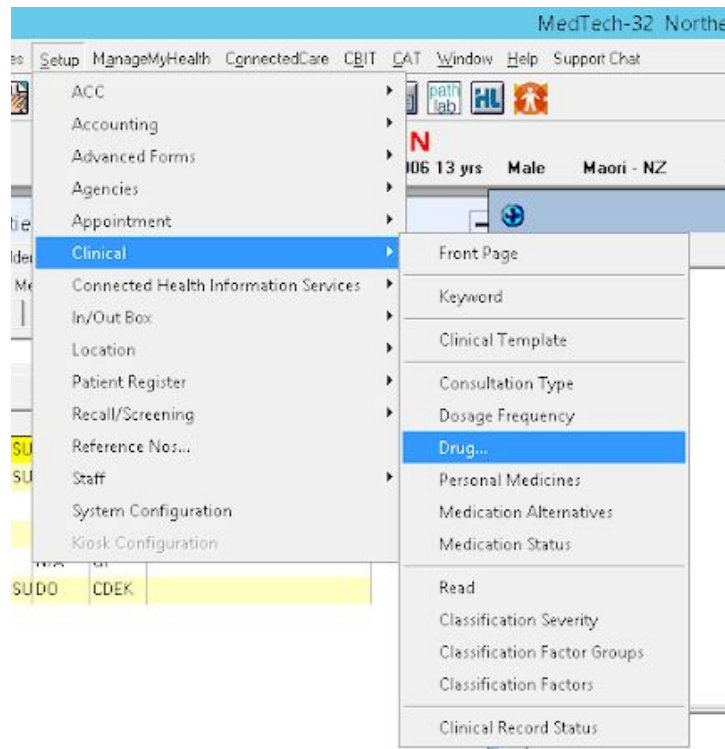 MedTech-32 Northe
es Setup ManageMyHealth ConnectedCare CBIT CAT Window Help Support Chat
path lab HL
N
006 13 yrs Male Maori - NZ
ACC
Accounting
Advanced Forms
Agencies
Appointment
Clinical
Connected Health Information Services
In/Out Box
Location
Patient Register
Recall/Screening
Reference Nos...
Staff
System Configuration
Kiosk Configuration
Front Page
Keyword
Clinical Template
Consultation Type
Dosage Frequency
Drug...
Personal Medicines
Medication Alternatives
Medication Status
Read
Classification Severity
Classification Factor Groups
Classification Factors
Clinical Record Status
tie
Me
SU
SU
SUDO CDEK